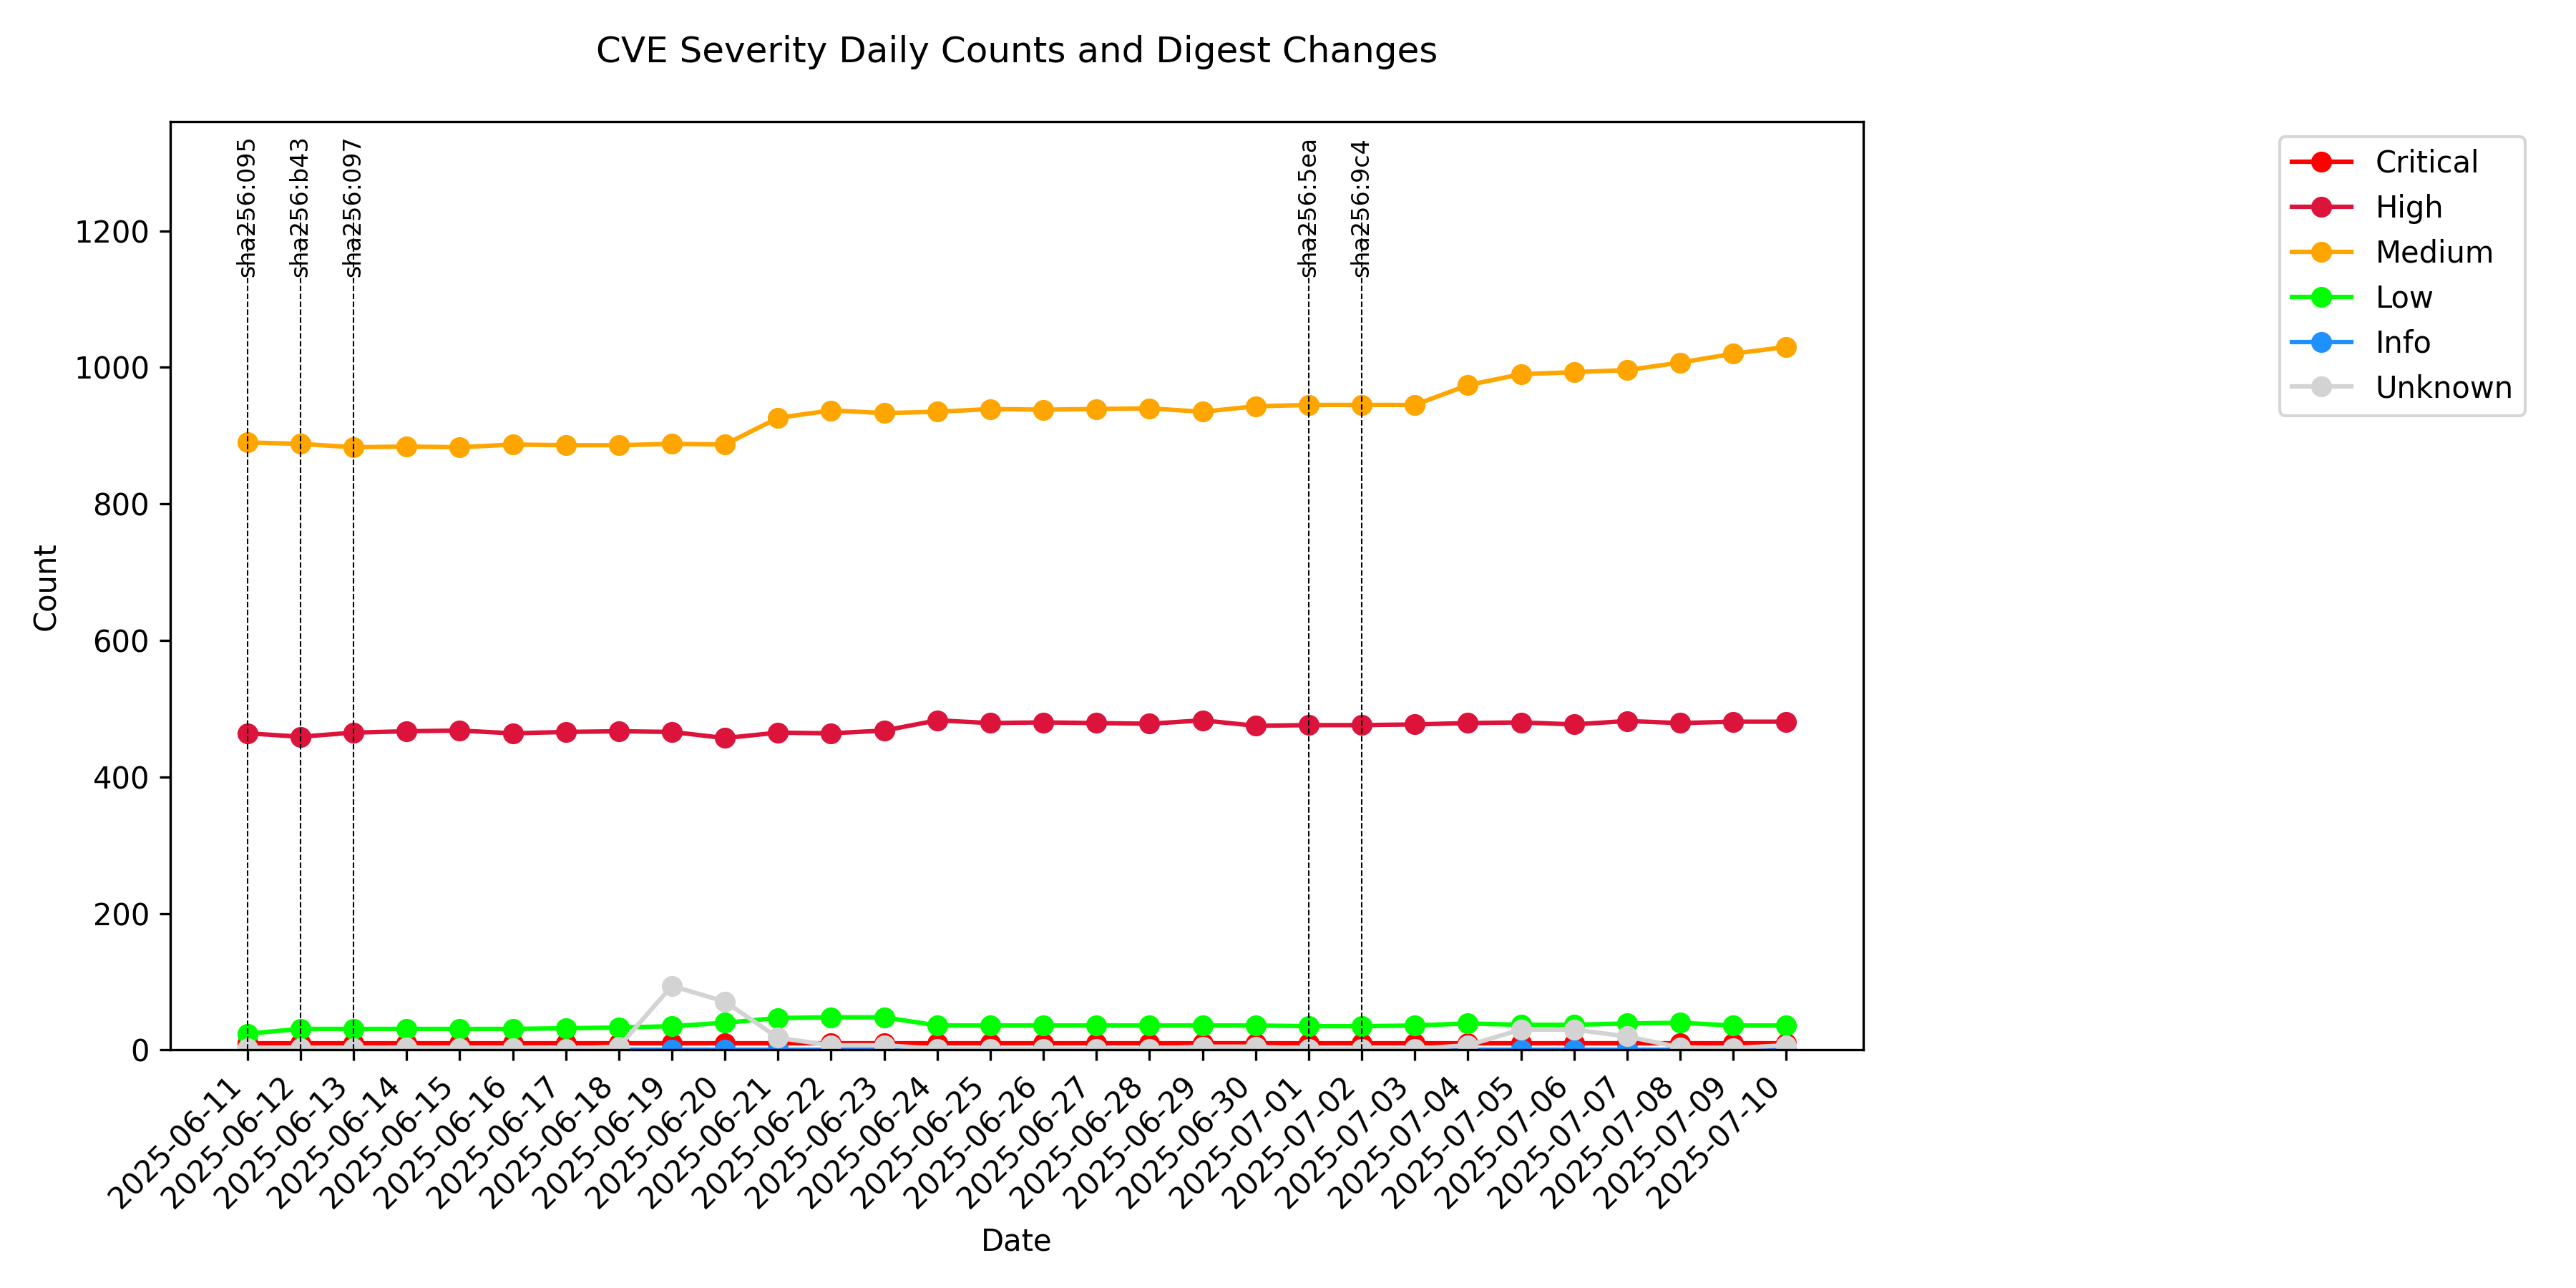 CVE Severity Daily Counts and Digest Changes
sha256:095
sha256:b43
sha256:097
sha256:5ea
sha256:9c4
Critical
High
Medium
Low
Info
Unknown
Count
1200
1000
800
600
400
200
0
2025-06-11
2025-06-12
2025-06-13
2025-06-14
2025-06-15
2025-06-16
2025-06-17
2025-06-18
2025-06-19
2025-06-20
2025-06-21
2025-06-22
2025-06-23
2025-06-24
2025-06-25
2025-06-26
2025-06-27
2025-06-28
2025-06-29
2025-06-30
2025-07-01
2025-07-02
2025-07-03
2025-07-04
2025-07-05
2025-07-06
2025-07-07
2025-07-08
2025-07-09
2025-07-10
Date